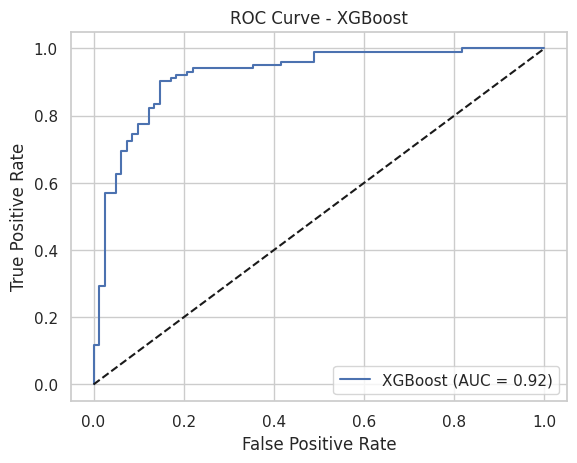 ROC Curve - XGBoost
True Positive Rate
1.0
0.8
0.6
0.4
0.2
0.0
XGBoost (AUC = 0.92)
0.0 0.2 0.4 0.6 0.8 1.0
False Positive Rate